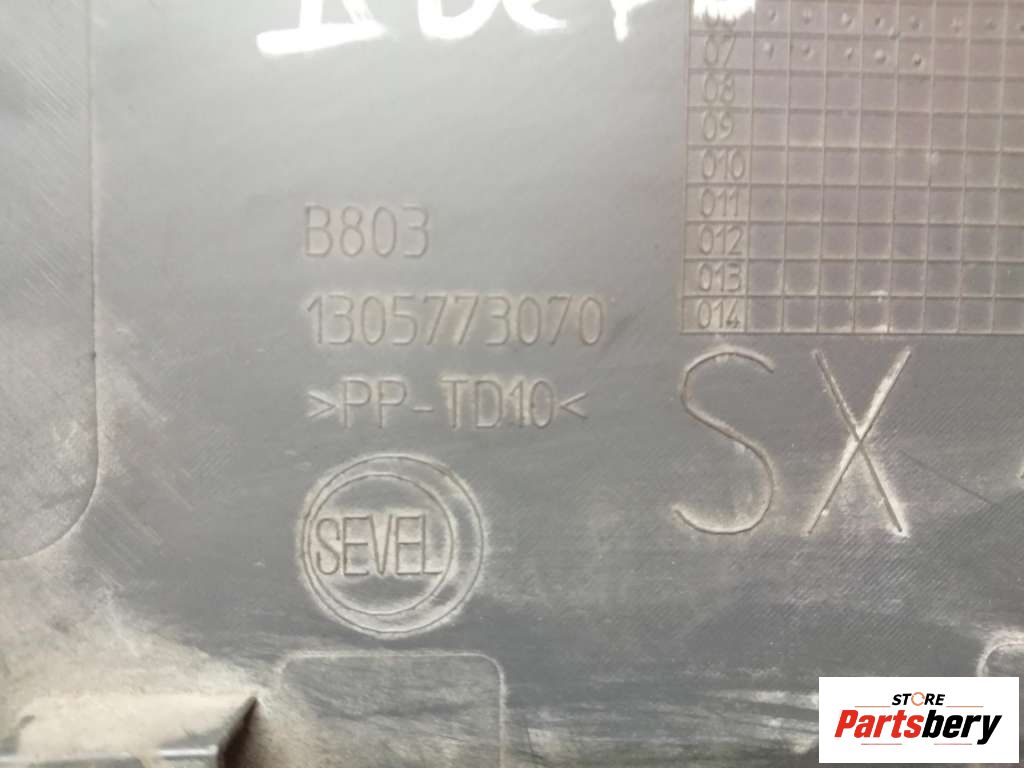 07
08
09
010
011
012
013
014
B803
1305773070
>PP-TD10<
SX
SEVEL
STORE
Partsbery